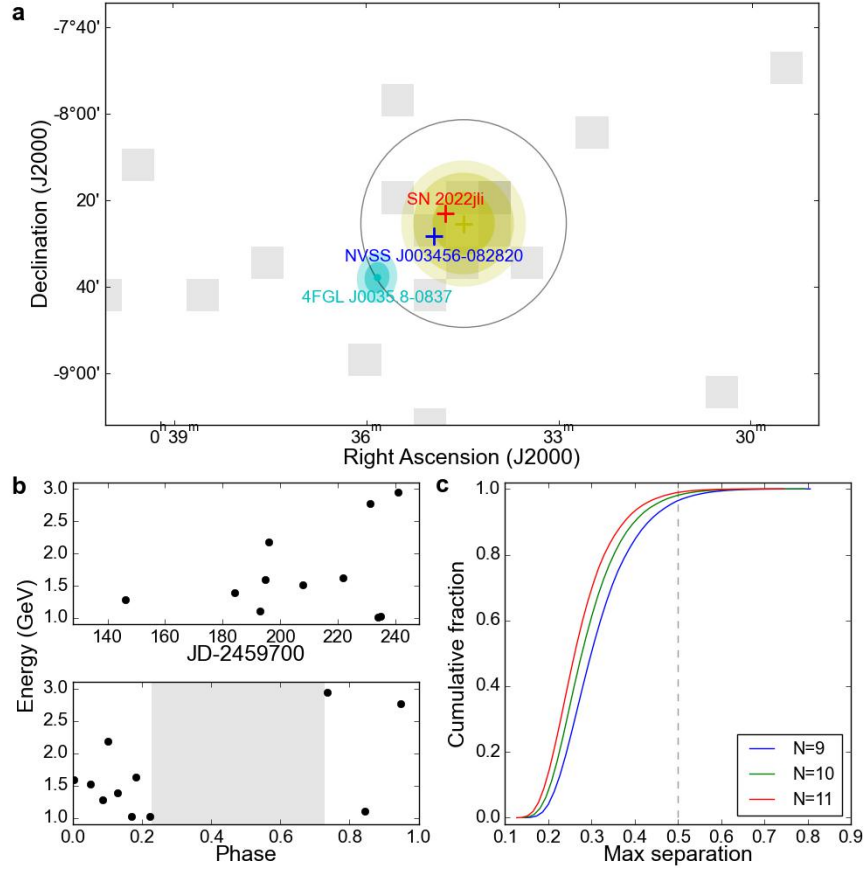 a
-7°40'
-8°00'
20'
40'
-9°00'
Declination (J2000)
SN 2022jli
NVSS J003456-082820
4FGL J0035.8-0837
0h39m 36m 33m 30m
Right Ascension (J2000)
b
3.0
2.5
2.0
1.5
1.0
140 160 180 200 220 240
JD-2459700
Energy (GeV)
3.0
2.5
2.0
1.5
1.0
0.0 0.2 0.4 0.6 0.8 1.0
Phase
c
1.0
0.8
0.6
0.4
0.2
0.0
Cumulative fraction
N=9
N=10
N=11
0.1 0.2 0.3 0.4 0.5 0.6 0.7 0.8 0.9
Max separation